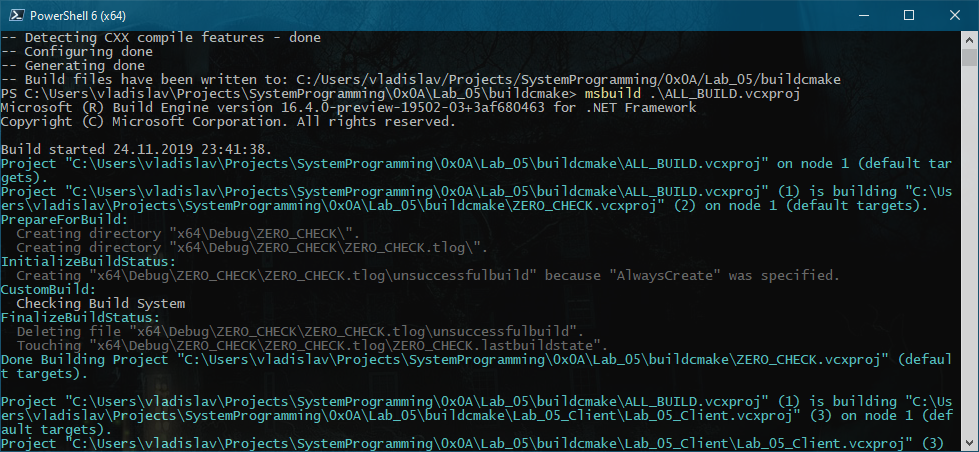 PowerShell 6 (x64)
-- Detecting CXX compile features - done
-- Configuring done
-- Generating done
-- Build files have been written to: C:/Users/vladislav/Projects/SystemProgramming/0x0A/Lab_05/buildcmake
PS C:\Users\vladislav\Projects\SystemProgramming\0x0A\Lab_05\buildcmake> msbuild .\ALL_BUILD.vcxproj
Microsoft (R) Build Engine version 16.4.0-preview-19502-03+3af680463 for .NET Framework
Copyright (C) Microsoft Corporation. All rights reserved.

Build started 24.11.2019 23:41:38.
Project "C:\Users\vladislav\Projects\SystemProgramming\0x0A\Lab_05\buildcmake\ALL_BUILD.vcxproj" on node 1 (default tar
gets).
Project "C:\Users\vladislav\Projects\SystemProgramming\0x0A\Lab_05\buildcmake\ALL_BUILD.vcxproj" (1) is building "C:\Us
ers\vladislav\Projects\SystemProgramming\0x0A\Lab_05\buildcmake\ZERO_CHECK.vcxproj" (2) on node 1 (default targets).
PrepareForBuild:
  Creating directory "x64\Debug\ZERO_CHECK\".
  Creating directory "x64\Debug\ZERO_CHECK\ZERO_CHECK.tlog\".
InitializeBuildStatus:
  Creating "x64\Debug\ZERO_CHECK\ZERO_CHECK.tlog\unsuccessfulbuild" because "AlwaysCreate" was specified.
CustomBuild:
  Checking Build System
FinalizeBuildStatus:
  Deleting file "x64\Debug\ZERO_CHECK\ZERO_CHECK.tlog\unsuccessfulbuild".
  Touching "x64\Debug\ZERO_CHECK\ZERO_CHECK.tlog\ZERO_CHECK.lastbuildstate".
Done Building Project "C:\Users\vladislav\Projects\SystemProgramming\0x0A\Lab_05\buildcmake\ZERO_CHECK.vcxproj" (defaul
t targets).

Project "C:\Users\vladislav\Projects\SystemProgramming\0x0A\Lab_05\buildcmake\ALL_BUILD.vcxproj" (1) is building "C:\Us
ers\vladislav\Projects\SystemProgramming\0x0A\Lab_05\buildcmake\Lab_05_Client\Lab_05_Client.vcxproj" (3) on node 1 (def
ault targets).
Project "C:\Users\vladislav\Projects\SystemProgramming\0x0A\Lab_05\buildcmake\Lab_05_Client\Lab_05_Client.vcxproj" (3)